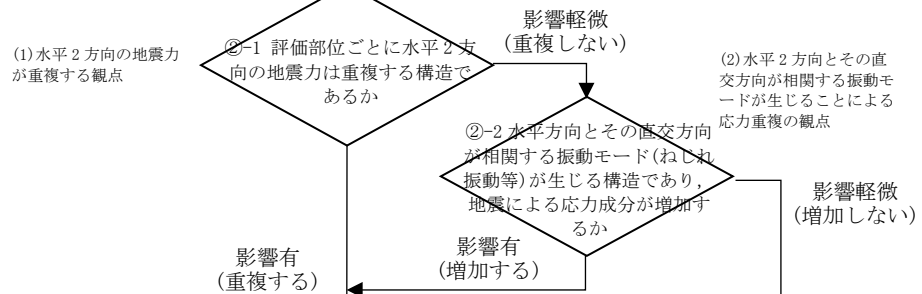 (1)水平２方向の地震力
が重複する観点
②-1 評価部位ごとに水平２方
向の地震力は重複する構造で
あるか
影響軽微
(重複しない)
(2)水平２方向とその直
交方向が相関する振動モ
ードが生じることによる
応力重複の観点
②-2 水平方向とその直交方向
が相関する振動モード(ねじれ
振動等)が生じる構造であり，
地震による応力成分が増加す
るか
影響軽微
(増加しない)
影響有
(重複する)
影響有
(増加する)